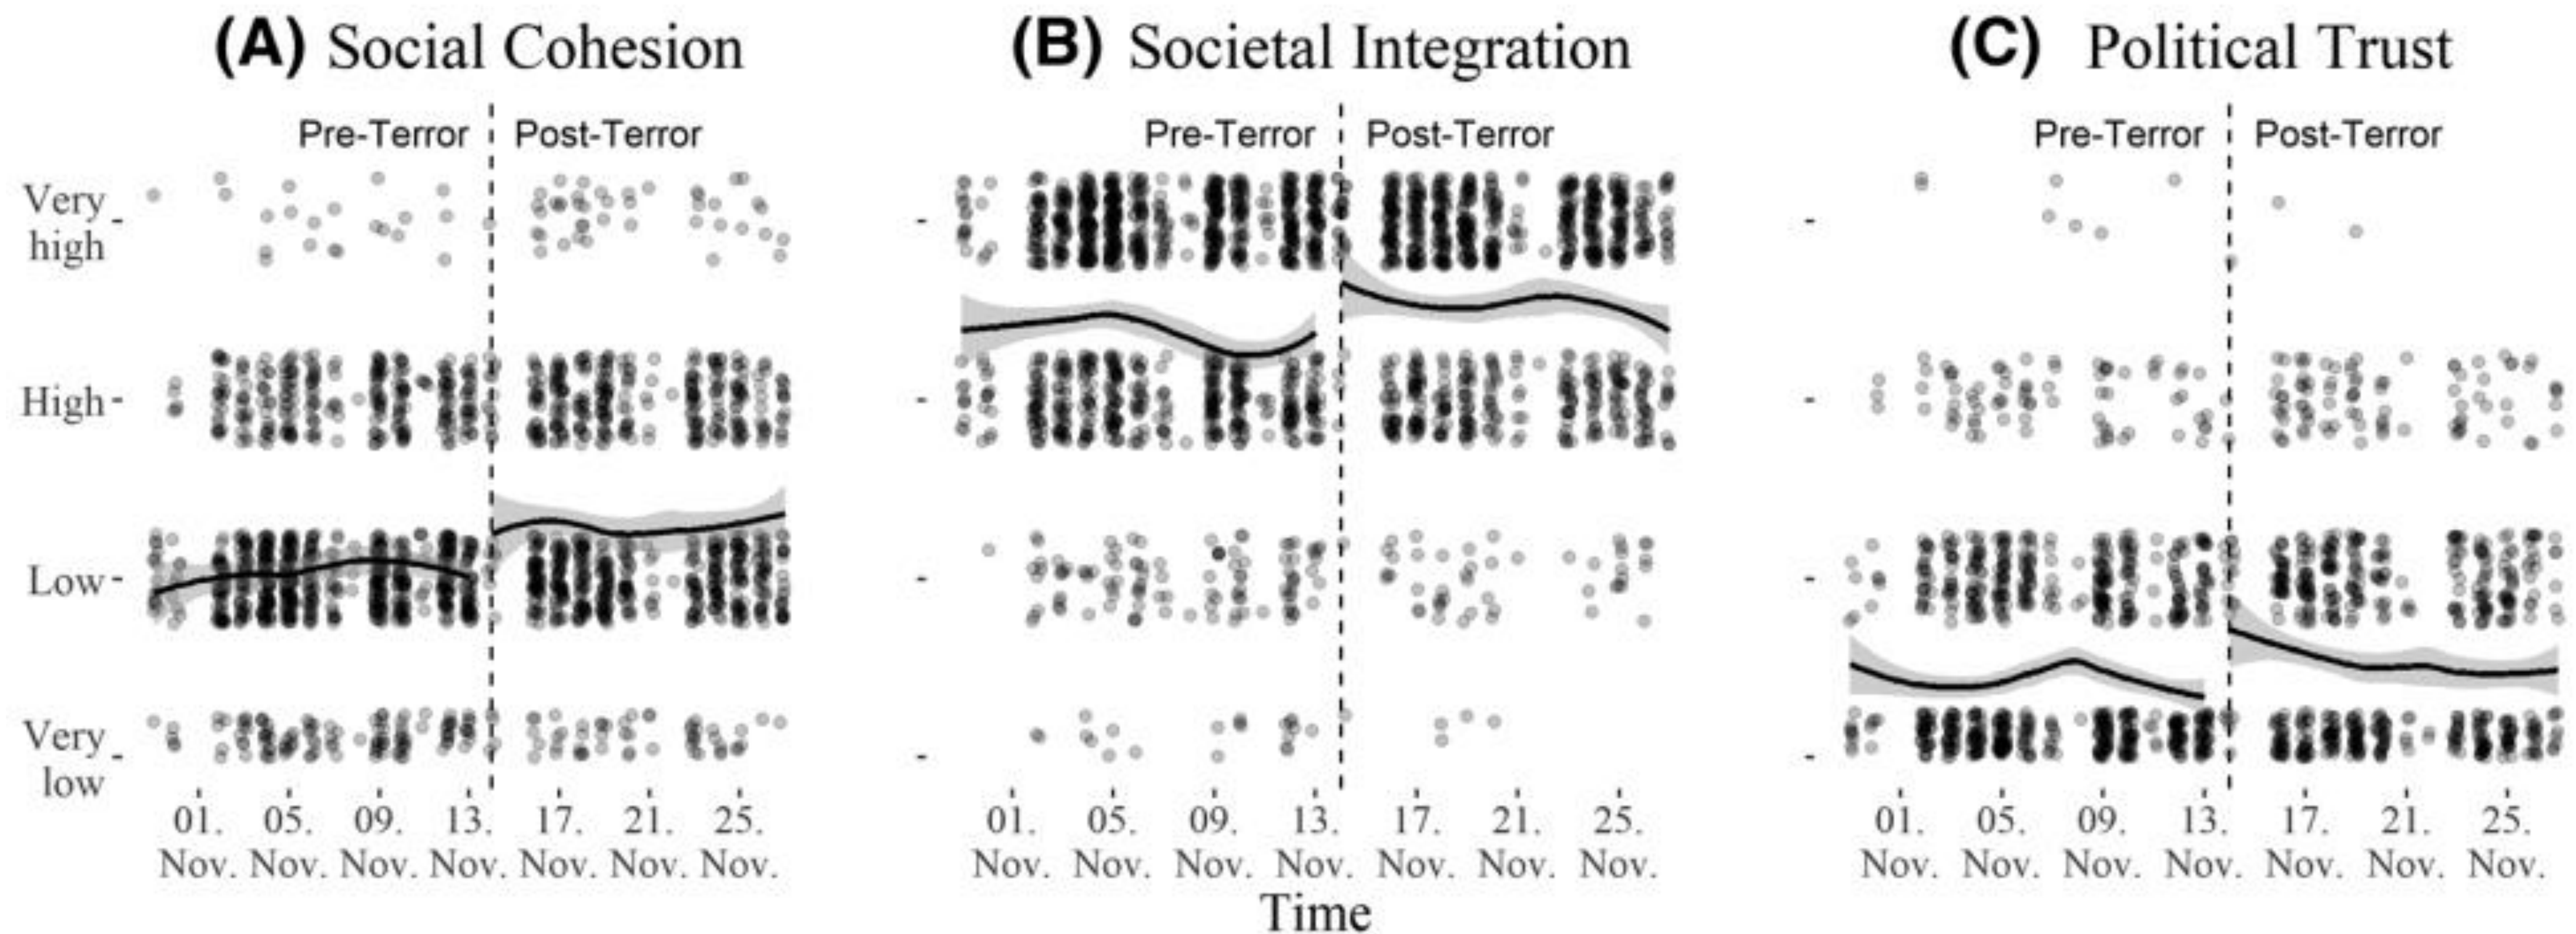 (A) Social Cohesion
(B) Societal Integration
(C) Political Trust
Pre-Terror Post-Terror
Pre-Terror Post-Terror
Pre-Terror Post-Terror
Very
high
High
Low
Very
low
01. 05. 09. 13. 17. 21. 25.
Nov. Nov. Nov. Nov. Nov. Nov. Nov.
01. 05. 09. 13. 17. 21. 25.
Nov. Nov. Nov. Nov. Nov. Nov. Nov.
01. 05. 09. 13. 17. 21. 25.
Nov. Nov. Nov. Nov. Nov. Nov. Nov.
Time